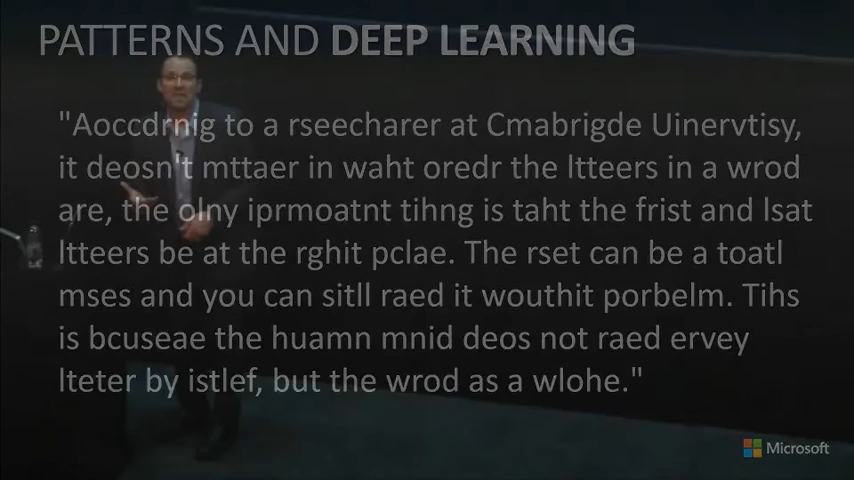 PATTERNS AND DEEP LEARNING
"Aoccdrnig to a rseecharer at Cmabrigde Uinervtisy,
it deosn't mttaer in waht oredr the ltteers in a wrod
are, the olny iprmoatnt tihng is taht the frist and lsat
ltteers be at the rghit pclae. The rset can be a toatl
mses and you can sitll raed it wouthit porbelm. Tihs
is bcuseae the huamn mnid deos not raed ervey
lteter by istlef, but the wrod as a wlohe."
Microsoft